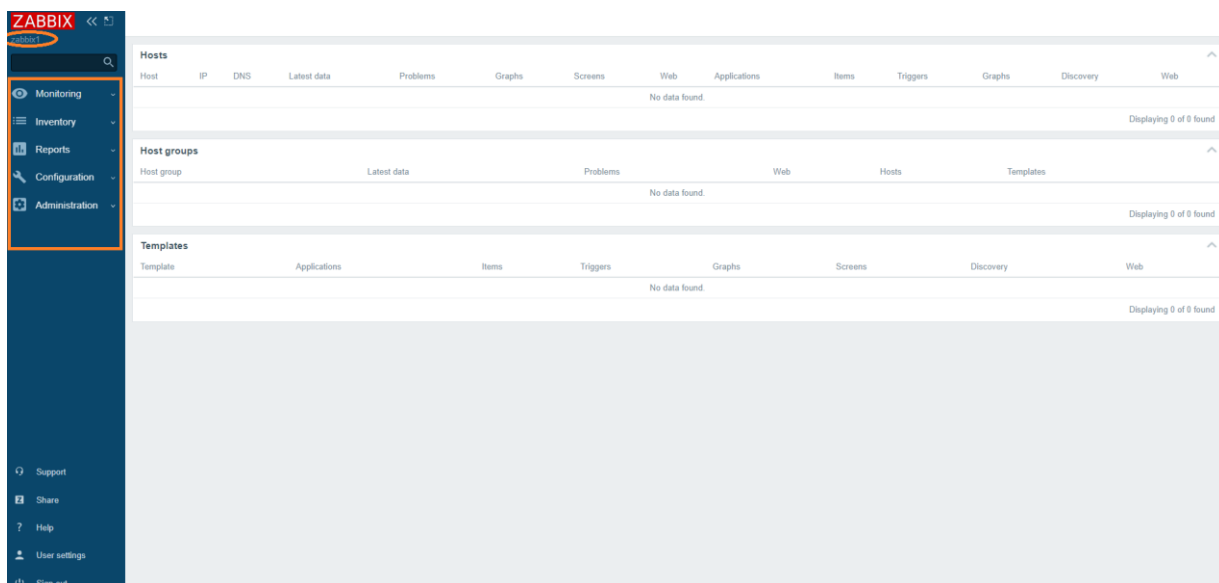 ZABBIX
zabbix1
Monitoring
Inventory
Reports
Configuration
Administration
Support
Share
? Help
User settings
Sign out
Hosts
Host IP DNS Latest data Problems Graphs Screens Web Applications Items Triggers Graphs Discovery Web
No data found.
Displaying 0 of 0 found
Host groups
Host group Latest data Problems Web Hosts Templates
No data found.
Displaying 0 of 0 found
Templates
Template Applications Items Triggers Graphs Screens Discovery Web
No data found.
Displaying 0 of 0 found